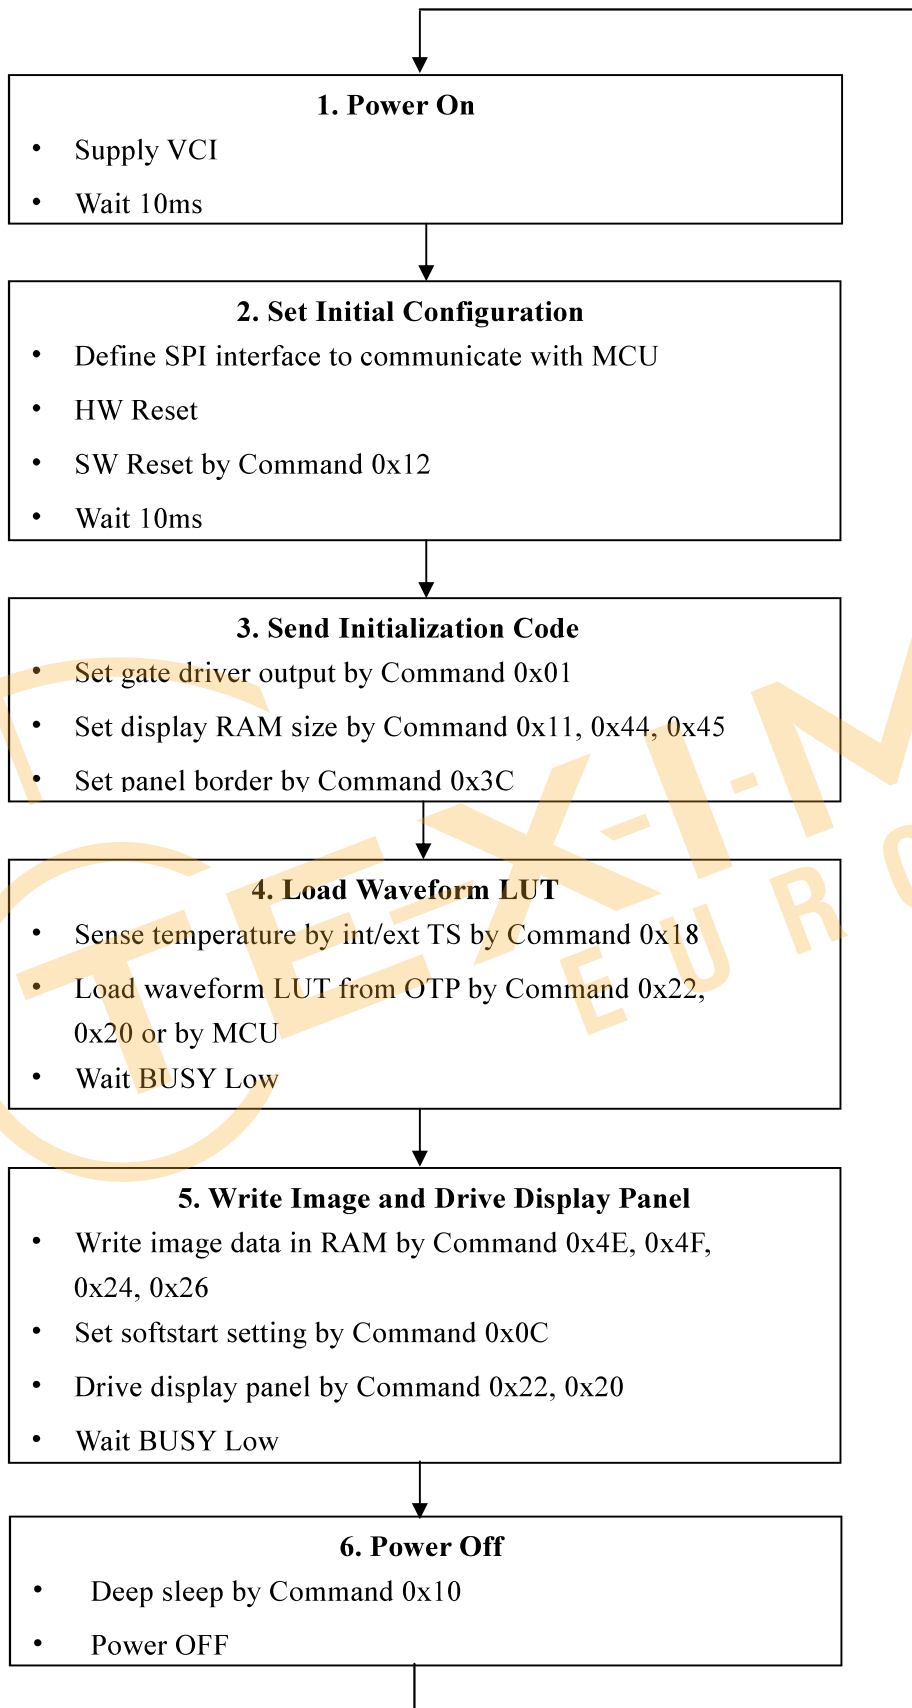 1. Power On
• Supply VCI
• Wait 10ms
2. Set Initial Configuration
• Define SPI interface to communicate with MCU
• HW Reset
• SW Reset by Command 0x12
• Wait 10ms
3. Send Initialization Code
• Set gate driver output by Command 0x01
• Set display RAM size by Command 0x11, 0x44, 0x45
• Set panel border by Command 0x3C
4. Load Waveform LUT
• Sense temperature by int/ext TS by Command 0x18
• Load waveform LUT from OTP by Command 0x22,
0x20 or by MCU
• Wait BUSY Low
5. Write Image and Drive Display Panel
• Write image data in RAM by Command 0x4E, 0x4F,
0x24, 0x26
• Set softstart setting by Command 0x0C
• Drive display panel by Command 0x22, 0x20
• Wait BUSY Low
6. Power Off
• Deep sleep by Command 0x10
• Power OFF
TEX-I-M
EURO